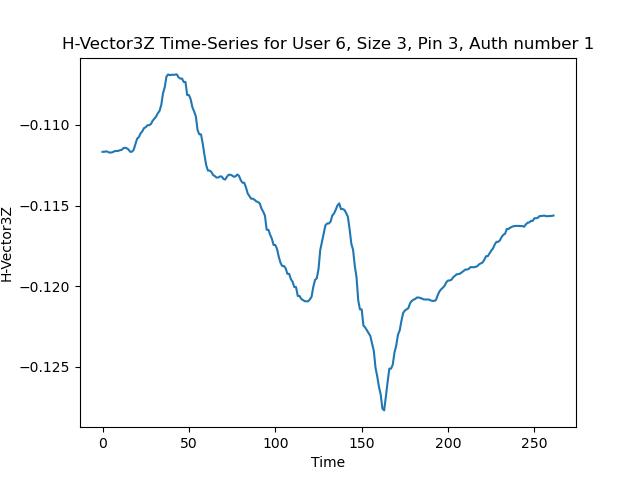 H-Vector3Z Time-Series for User 6, Size 3, Pin 3, Auth number 1
−0.110
−0.115
−0.120
−0.125
H-Vector3Z
0 50 100 150 200 250
Time